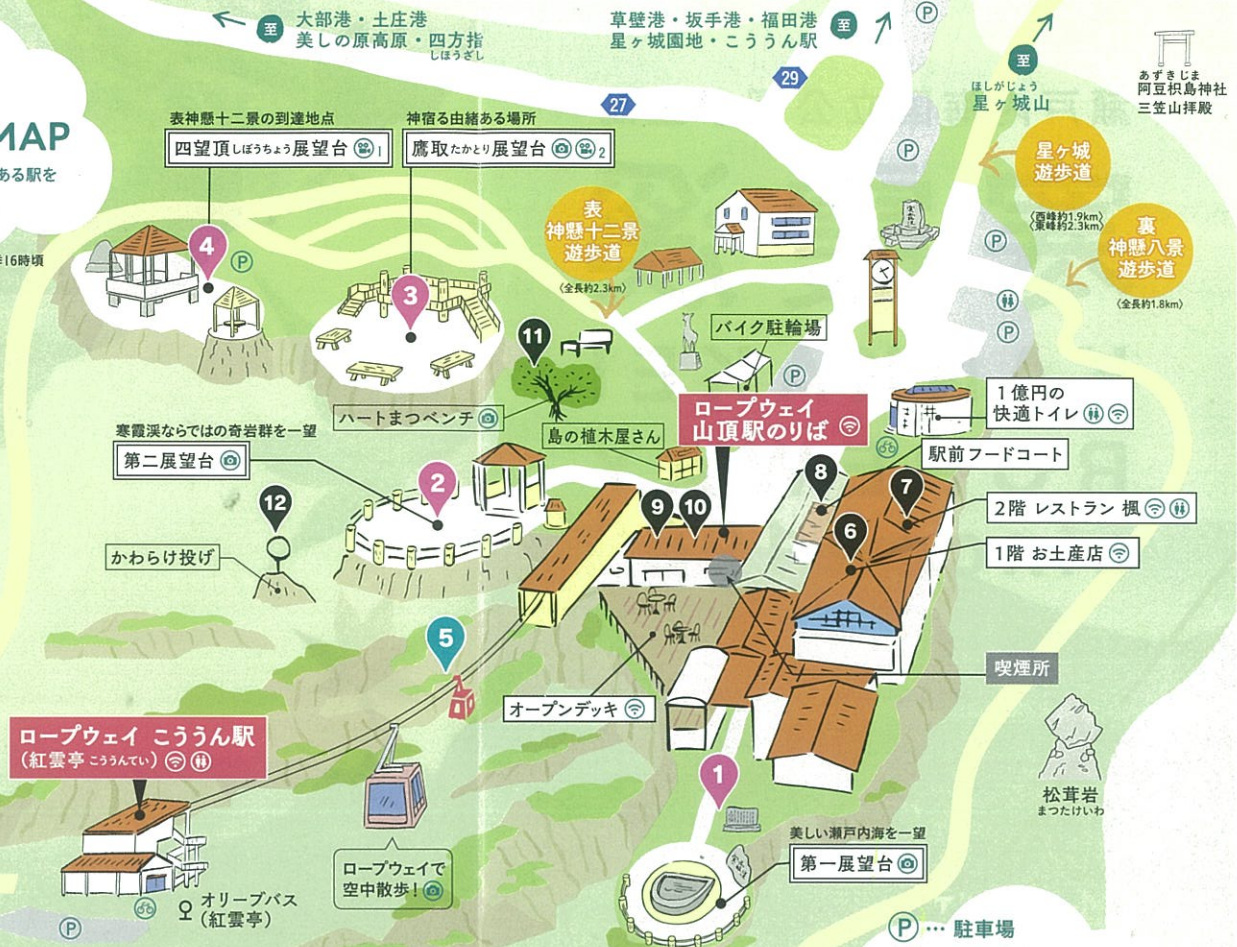 至 大部港・土庄港
美しの原高原・四方指
しほうざし
草壁港・坂手港・福田港 至
星ヶ城園地・こううん駅
P
至
ほしがじょう
星ヶ城山
あずきじま
阿豆枳島神社
三笠山拝殿
29
27
MAP
ある駅を
16時頃
表神懸十二景の到達地点
四望頂しぼうちょう展望台 1
神宿る由緒ある場所
鷹取たかとり展望台 2
P
星ヶ城
遊歩道
〈西峰約1.9km〉
〈東峰約2.3km〉
表
神懸十二景
遊歩道
〈全長約2.3km〉
裏
神懸八景
遊歩道
〈全長約1.8km〉
P
P
4
P
3
11
バイク駐輪場
P
ハートまつベンチ
島の植木屋さん
ロープウェイ
山頂駅のりば
1億円の
快適トイレ
駅前フードコート
寒霞渓ならではの奇岩群を一望
第二展望台
2
12
かわらけ投げ
9
10
8
7
6
2階 レストラン 楓
1階 お土産店
5
オープンデッキ
喫煙所
ロープウェイ こううん駅
(紅雲亭 こううんてい)
松茸岩
まつたけいわ
1
美しい瀬戸内海を一望
第一展望台
ロープウェイで
空中散歩!
オリーブバス
(紅雲亭)
P
P … 駐車場